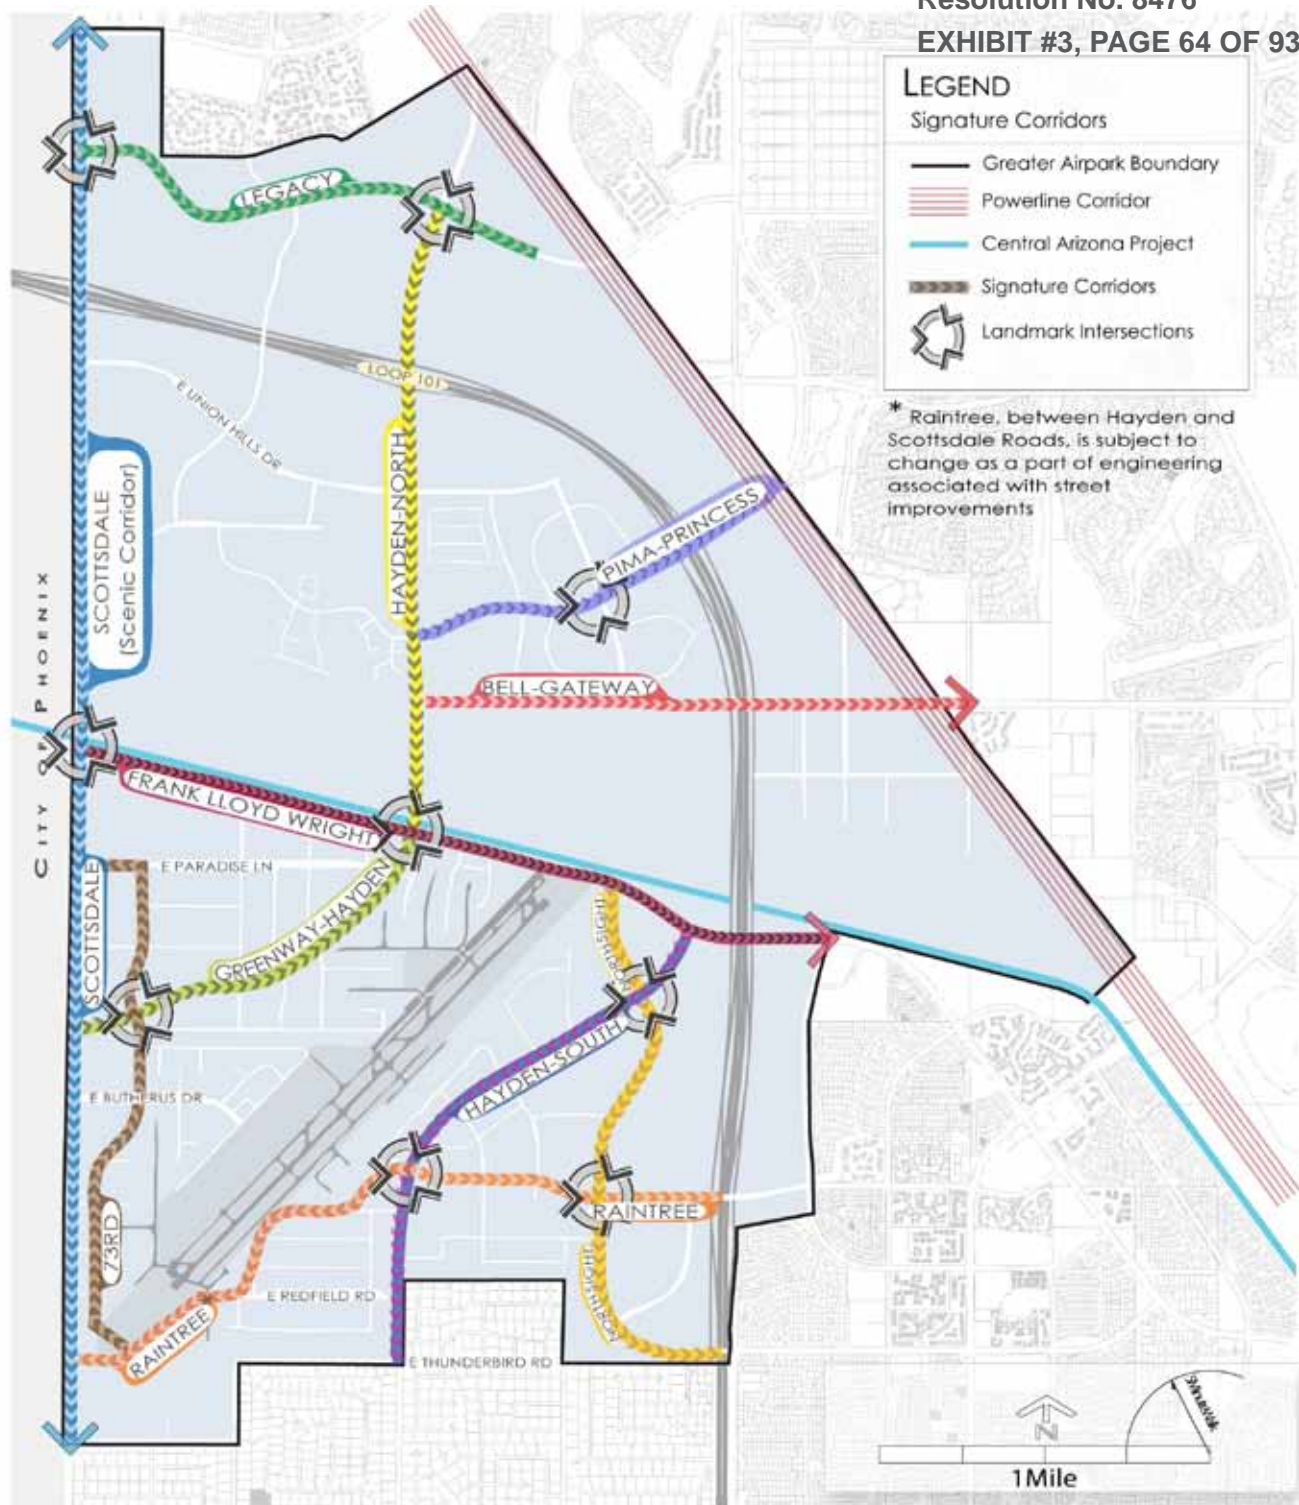 Resolution No. 8476
EXHIBIT #3, PAGE 64 OF 93
LEGEND
Signature Corridors
Greater Airpark Boundary
Powerline Corridor
Central Arizona Project
Signature Corridors
Landmark Intersections
* Raintree, between Hayden and
Scottsdale Roads, is subject to
change as a part of engineering
associated with street
improvements
LEGACY
LOOP 101
E UNION HILLS DR
HAYDEN-NORTH
SCOTTSDALE
(Scenic Corridor)
PIMA-PRINCESS
CITY OF PHOENIX
BELL-GATEWAY
FRANK LLOYD WRIGHT
E PARADISE LN
SCOTTSDALE
GREENWAY-HAYDEN
NORTHSIGHT
HAYDEN-SOUTH
E BUTHERUS DR
RAINTREE
73RD
NORTHSIGHT
E REDFIELD RD
RAINTREE
E THUNDERBIRD RD
N
1Mile